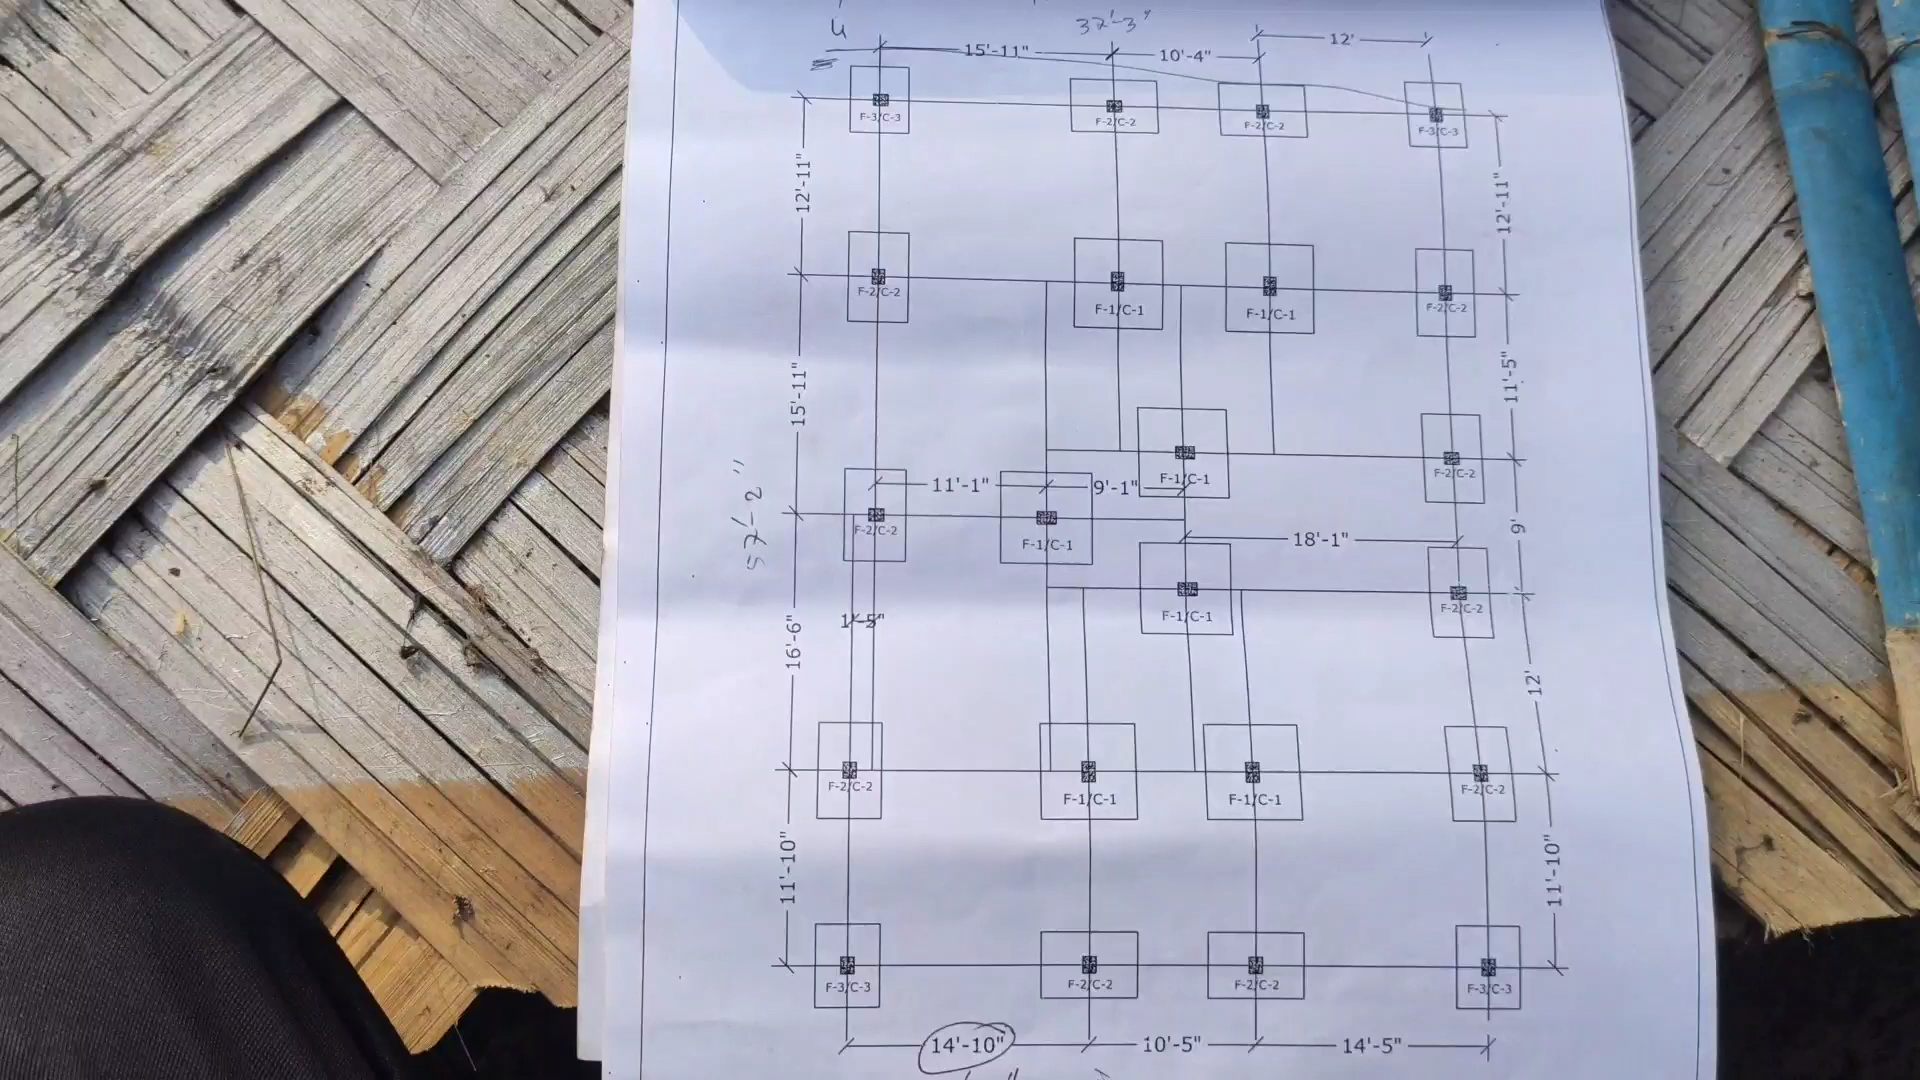 37'-3"
4
12'
15'-11"
10'-4"
F-3/C-3
F-2/C-2
F-2/C-2
F-3/C-3
12'-11"
12'-11"
F-2/C-2
F-1/C-1
F-1/C-1
F-2/C-2
15'-11"
11'-5"
F-1/C-1
F-2/C-2
11'-1"
9'-1"
57'-2"
F-2/C-2
F-1/C-1
18'-1"
9'
F-1/C-1
F-2/C-2
1'-5"
16'-6"
12'
F-2/C-2
F-1/C-1
F-1/C-1
F-2/C-2
11'-10"
11'-10"
F-3/C-3
F-2/C-2
F-2/C-2
F-3/C-3
14'-10"
10'-5"
14'-5"